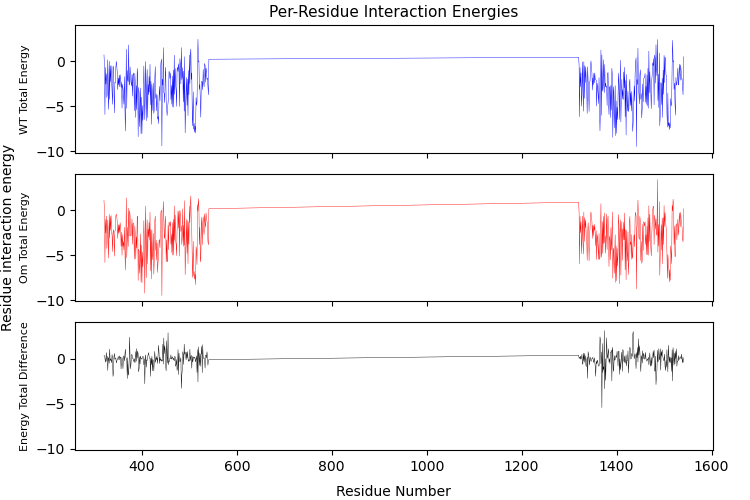 Per-Residue Interaction Energies
Residue interaction energy
WT Total Energy
0
−5
−10
Om Total Energy
0
−5
−10
Energy Total Difference
0
−5
−10
400 600 800 1000 1200 1400 1600
Residue Number